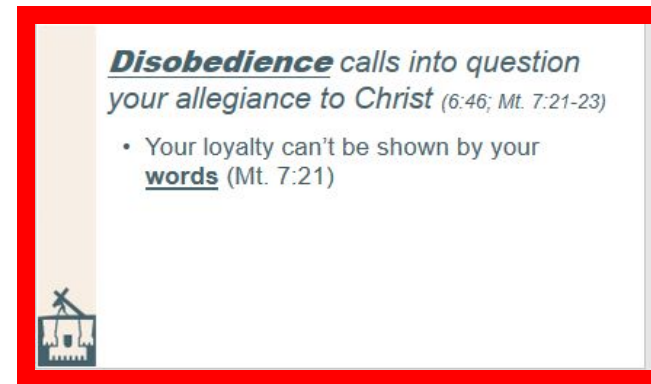 Disobedience calls into question
your allegiance to Christ (6:46; Mt. 7:21-23)
• Your loyalty can't be shown by your
words (Mt. 7:21)